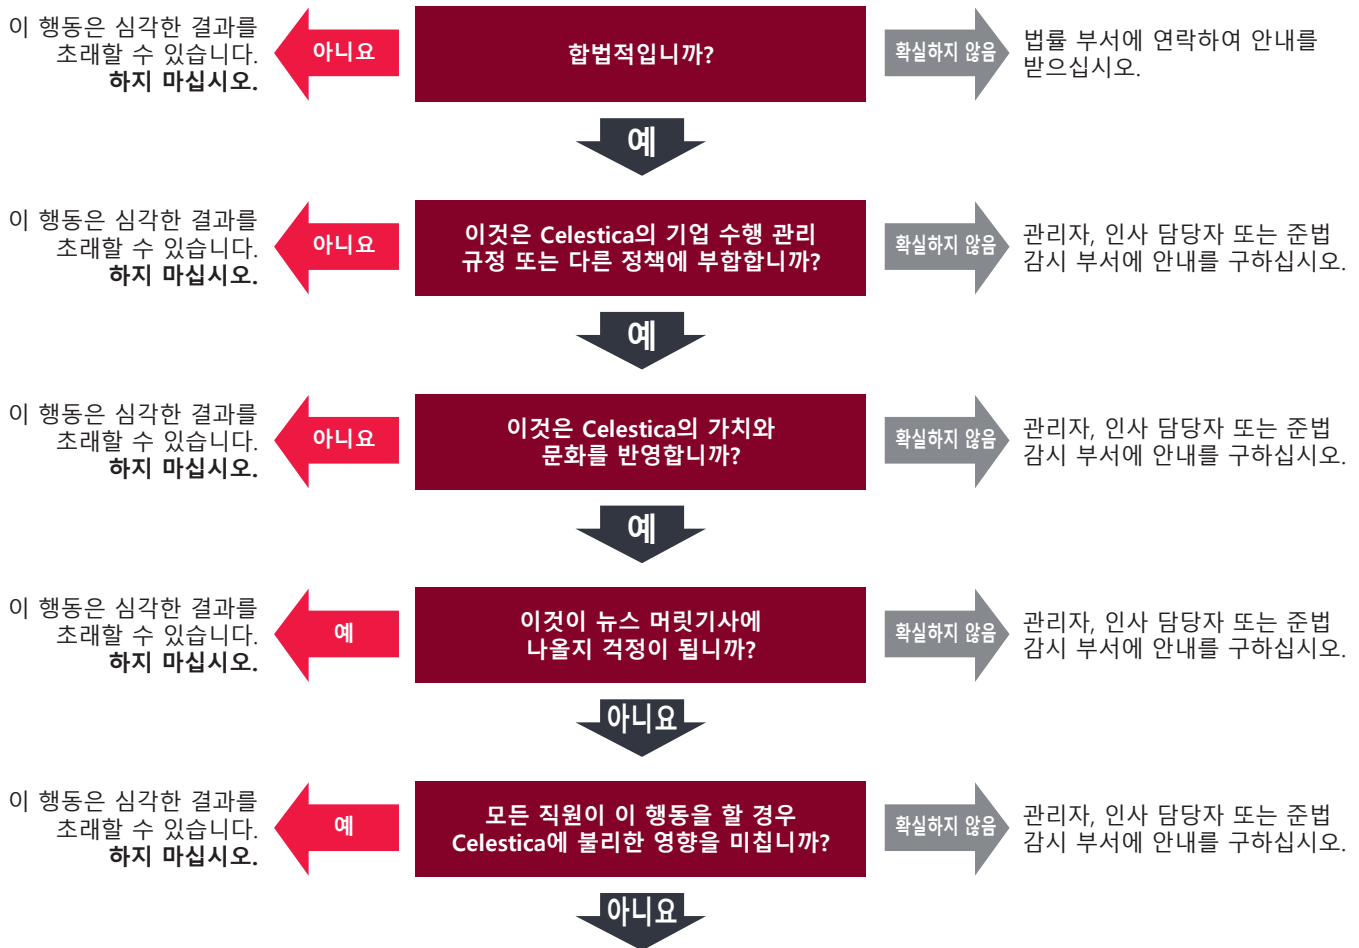 이 행동은 심각한 결과를
초래할 수 있습니다.
하지 마십시오.
아니요
합법적입니까?
확실하지 않음
법률 부서에 연락하여 안내를
받으십시오.
예
이 행동은 심각한 결과를
초래할 수 있습니다.
하지 마십시오.
아니요
이것은 Celestica의 기업 수행 관리
규정 또는 다른 정책에 부합합니까?
확실하지 않음
관리자, 인사 담당자 또는 준법
감시 부서에 안내를 구하십시오.
예
이 행동은 심각한 결과를
초래할 수 있습니다.
하지 마십시오.
아니요
이것은 Celestica의 가치와
문화를 반영합니까?
확실하지 않음
관리자, 인사 담당자 또는 준법
감시 부서에 안내를 구하십시오.
예
이 행동은 심각한 결과를
초래할 수 있습니다.
하지 마십시오.
예
이것이 뉴스 머릿기사에
나올지 걱정이 됩니까?
확실하지 않음
관리자, 인사 담당자 또는 준법
감시 부서에 안내를 구하십시오.
아니요
이 행동은 심각한 결과를
초래할 수 있습니다.
하지 마십시오.
예
모든 직원이 이 행동을 할 경우
Celestica에 불리한 영향을 미칩니까?
확실하지 않음
관리자, 인사 담당자 또는 준법
감시 부서에 안내를 구하십시오.
아니요